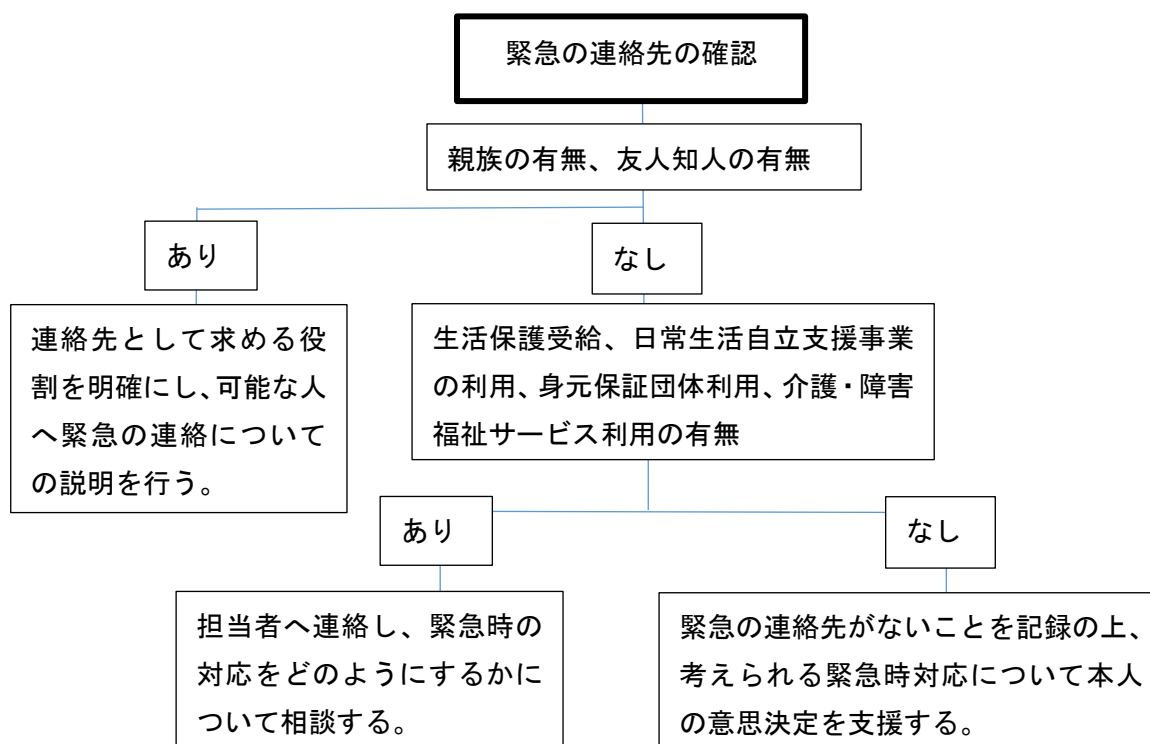 緊急の連絡先の確認
親族の有無、友人知人の有無
あり
なし
連絡先として求める役
割を明確にし、可能な人
へ緊急の連絡について
の説明を行う。
生活保護受給、日常生活自立支援事業
の利用、身元保証団体利用、介護・障害
福祉サービス利用の有無
あり
なし
担当者へ連絡し、緊急時の
対応をどのようにするかに
ついて相談する。
緊急の連絡先がないことを記録の上、
考えられる緊急時対応について本人
の意思決定を支援する。